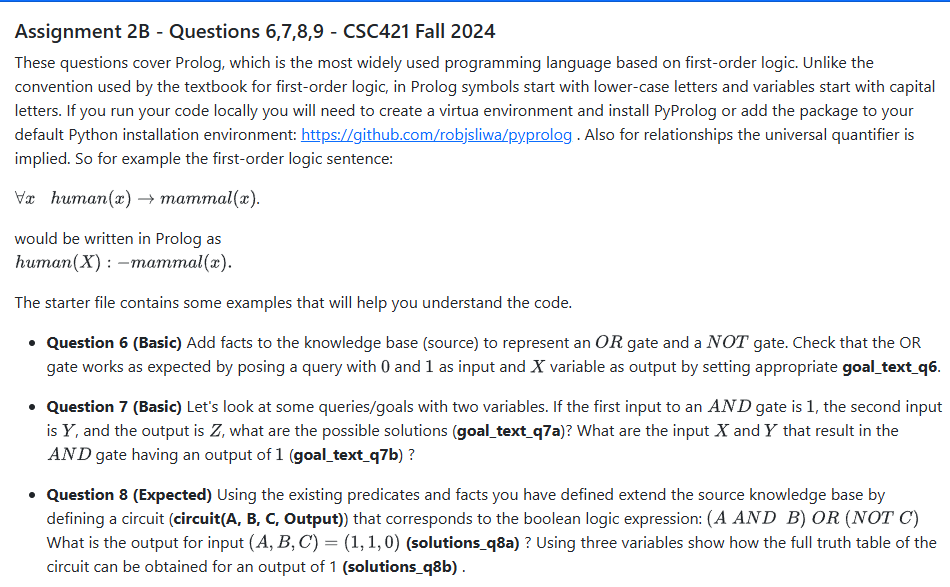 Assignment 2B - Questions 6,7,8,9 - CSC421 Fall 2024
These questions cover Prolog, which is the most widely used programming language based on first-order logic. Unlike the
convention used by the textbook for first-order logic, in Prolog symbols start with lower-case letters and variables start with capital
letters. If you run your code locally you will need to create a virtua environment and install PyProlog or add the package to your
default Python installation environment: https://github.com/robjsliwa/pyprolog . Also for relationships the universal quantifier is
implied. So for example the first-order logic sentence:
∀x human(x) → mammal(x).
would be written in Prolog as
human(X) : −mammal(x).
The starter file contains some examples that will help you understand the code.
• Question 6 (Basic) Add facts to the knowledge base (source) to represent an OR gate and a NOT gate. Check that the OR
gate works as expected by posing a query with 0 and 1 as input and X variable as output by setting appropriate goal_text_q6.
• Question 7 (Basic) Let's look at some queries/goals with two variables. If the first input to an AND gate is 1, the second input
is Y, and the output is Z, what are the possible solutions (goal_text_q7a)? What are the input X and Y that result in the
AND gate having an output of 1 (goal_text_q7b) ?
• Question 8 (Expected) Using the existing predicates and facts you have defined extend the source knowledge base by
defining a circuit (circuit(A, B, C, Output)) that corresponds to the boolean logic expression: (A AND B) OR (NOT C)
What is the output for input (A, B, C) = (1, 1, 0) (solutions_q8a) ? Using three variables show how the full truth table of the
circuit can be obtained for an output of 1 (solutions_q8b) .